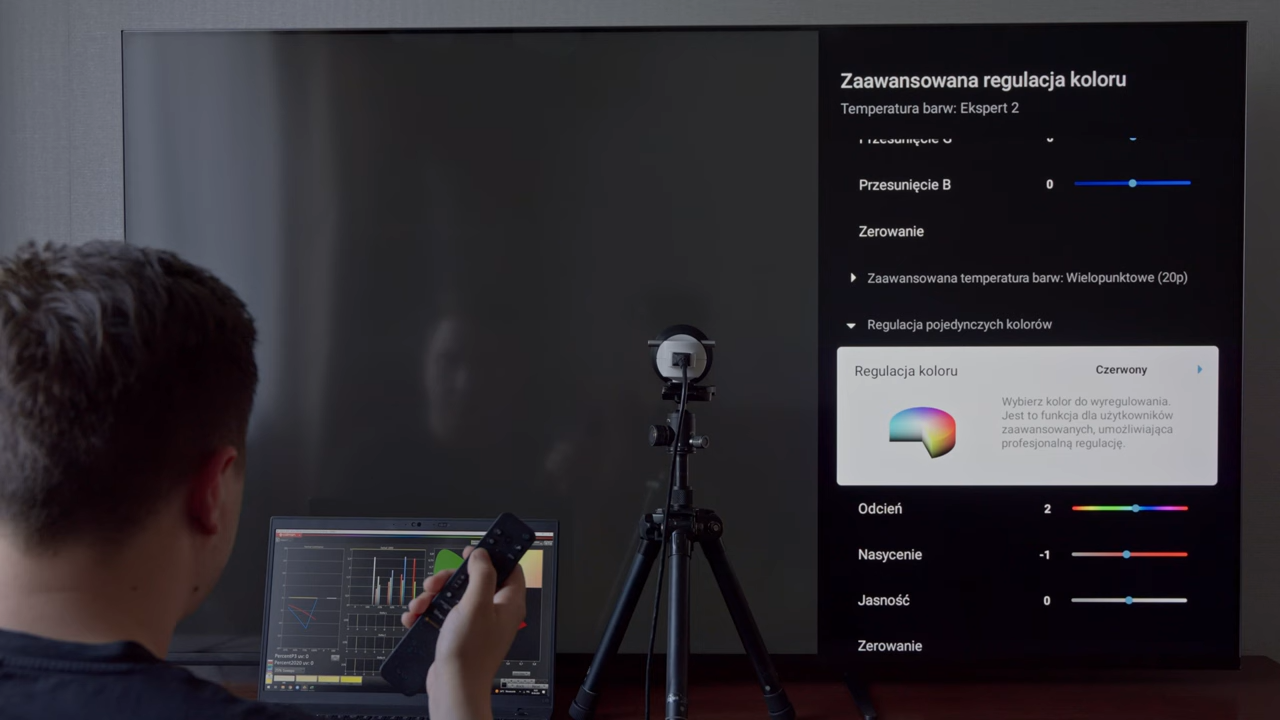 Zaawansowana regulacja koloru
Temperatura barw: Ekspert 2
Przesunięcie G 0
Przesunięcie B 0
Zerowanie
Zaawansowana temperatura barw: Wielopunktowe (20p)
Regulacja pojedynczych kolorów
Regulacja koloru Czerwony
Wybierz kolor do wyregulowania.
Jest to funkcja dla użytkowników
zaawansowanych, umożliwiająca
profesjonalną regulację.
Odcień 2
Nasycenie -1
Jasność 0
Zerowanie